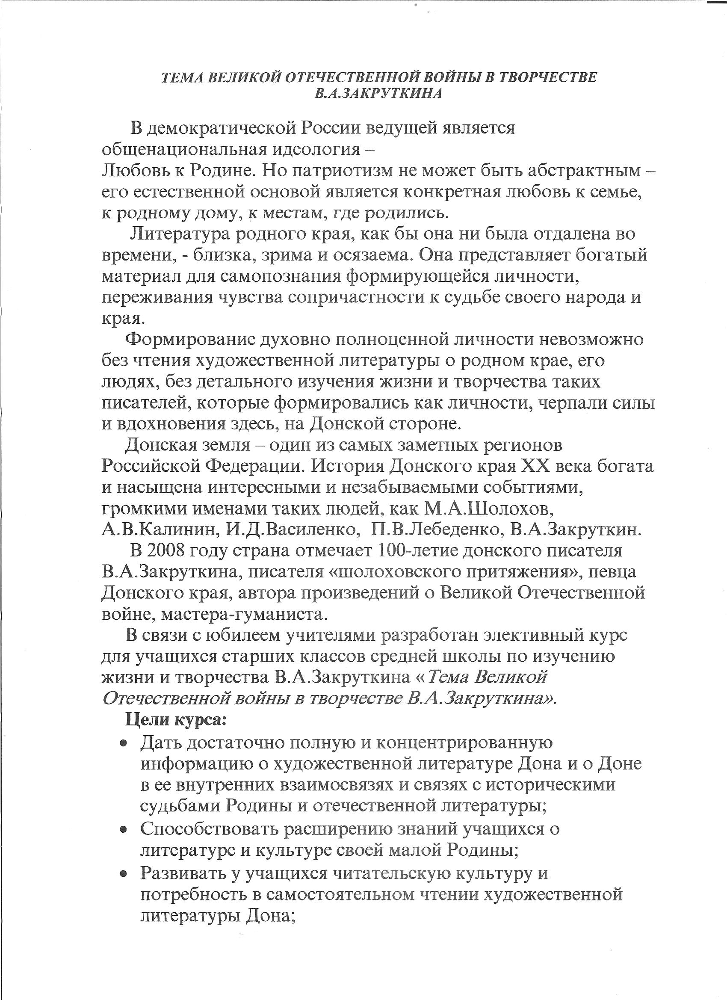 ТЕМА ВЕЛИКОЙ ОТЕЧЕСТВЕННОЙ ВОЙНЫ В ТВОРЧЕСТВЕ
В.А.ЗАКРУТКИНА
В демократической России ведущей является
общенациональная идеология –
Любовь к Родине. Но патриотизм не может быть абстрактным –
его естественной основой является конкретная любовь к семье,
к родному дому, к местам, где родились.
Литература родного края, как бы она ни была отдалена во
времени, - близка, зрима и осязаема. Она представляет богатый
материал для самопознания формирующейся личности,
переживания чувства сопричастности к судьбе своего народа и
края.
Формирование духовно полноценной личности невозможно
без чтения художественной литературы о родном крае, его
людях, без детального изучения жизни и творчества таких
писателей, которые формировались как личности, черпали силы
и вдохновения здесь, на Донской стороне.
Донская земля – один из самых заметных регионов
Российской Федерации. История Донского края XX века богата
и насыщена интересными и незабываемыми событиями,
громкими именами таких людей, как М.А.Шолохов,
А.В.Калинин, И.Д.Василенко, П.В.Лебеденко, В.А.Закруткин.
В 2008 году страна отмечает 100-летие донского писателя
В.А.Закруткина, писателя «шолоховского притяжения», певца
Донского края, автора произведений о Великой Отечественной
войне, мастера-гуманиста.
В связи с юбилеем учителями разработан элективный курс
для учащихся старших классов средней школы по изучению
жизни и творчества В.А.Закруткина « Тема Великой
Отечественной войны в творчестве В.А.Закруткина».
Цели курса:
• Дать достаточно полную и концентрированную
информацию о художественной литературе Дона и о Доне
в ее внутренних взаимосвязях и связях с историческими
судьбами Родины и отечественной литературы;
• Способствовать расширению знаний учащихся о
литературе и культуре своей малой Родины;
• Развивать у учащихся читательскую культуру и
потребность в самостоятельном чтении художественной
литературы Дона;